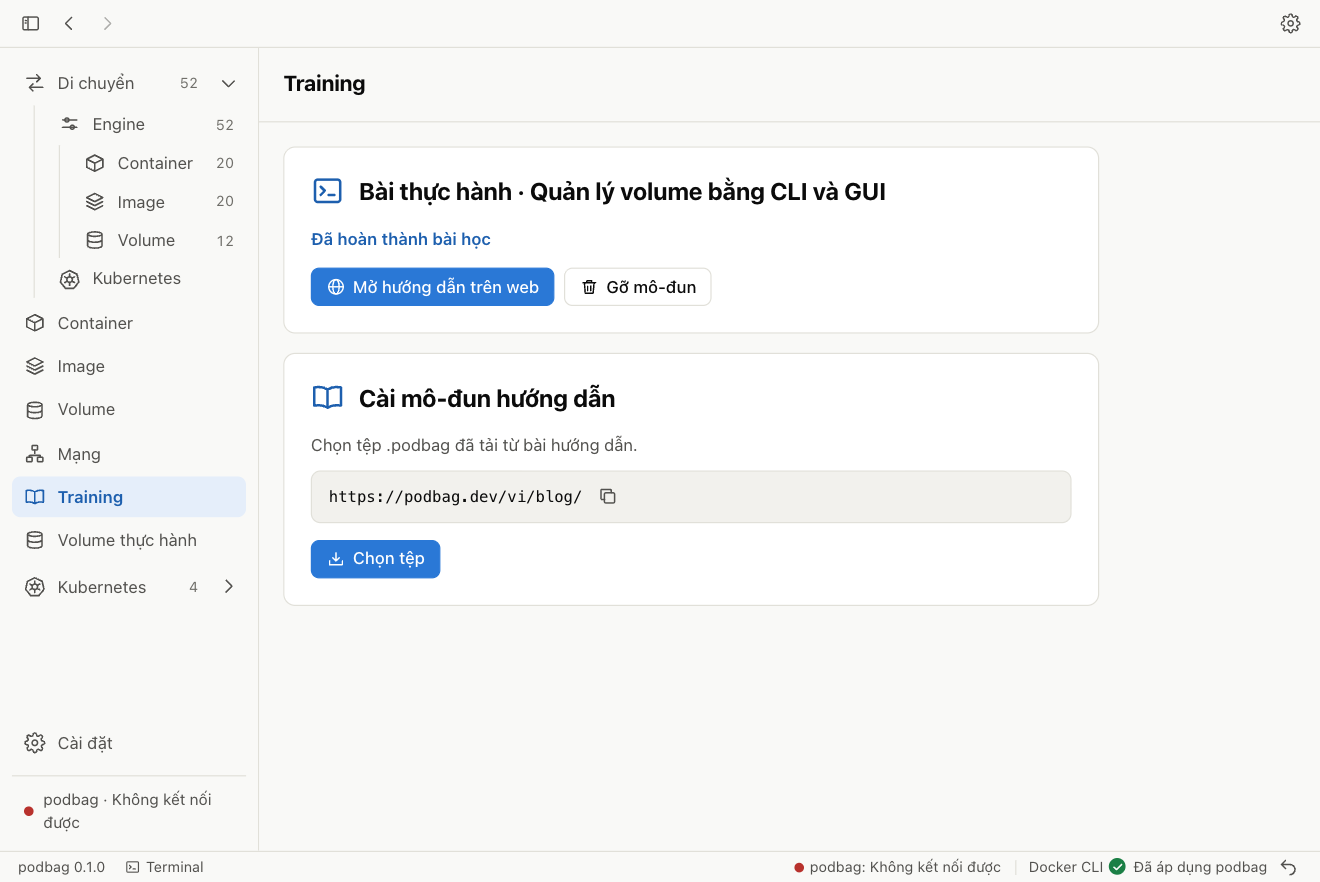 Di chuyển 52
Engine 52
Container 20
Image 20
Volume 12
Kubernetes
Container
Image
Volume
Mạng
Training
Volume thực hành
Kubernetes 4
Cài đặt
podbag · Không kết nối
được
Training
Bài thực hành · Quản lý volume bằng CLI và GUI
Đã hoàn thành bài học
Mở hướng dẫn trên web
Gỡ mô-đun
Cài mô-đun hướng dẫn
Chọn tệp .podbag đã tải từ bài hướng dẫn.
https://podbag.dev/vi/blog/
Chọn tệp
podbag 0.1.0
Terminal
podbag: Không kết nối được
Docker CLI
Đã áp dụng podbag